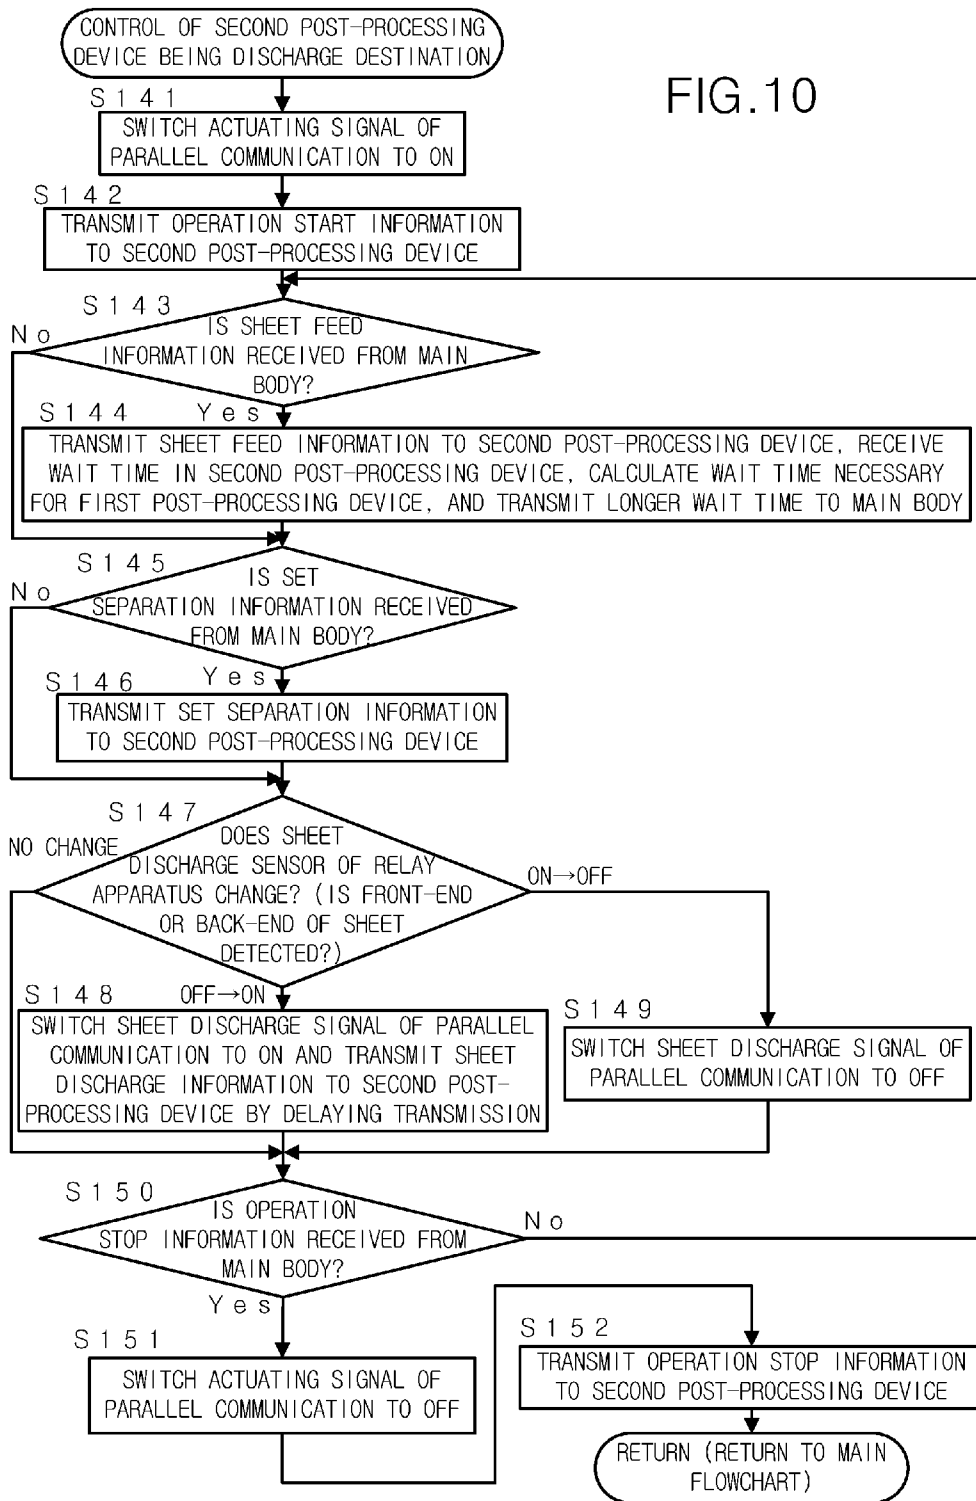 CONTROL OF SECOND POST-PROCESSING
DEVICE BEING DISCHARGE DESTINATION
FIG.10
S141
SWITCH ACTUATING SIGNAL OF
PARALLEL COMMUNICATION TO ON
S142
TRANSMIT OPERATION START INFORMATION
TO SECOND POST-PROCESSING DEVICE
S143
No
IS SHEET FEED
INFORMATION RECEIVED FROM MAIN
BODY?
S144
Yes
TRANSMIT SHEET FEED INFORMATION TO SECOND POST-PROCESSING DEVICE, RECEIVE
WAIT TIME IN SECOND POST-PROCESSING DEVICE, CALCULATE WAIT TIME NECESSARY
FOR FIRST POST-PROCESSING DEVICE, AND TRANSMIT LONGER WAIT TIME TO MAIN BODY
S145
No
IS SET
SEPARATION INFORMATION RECEIVED
FROM MAIN BODY?
S146
Yes
TRANSMIT SET SEPARATION INFORMATION
TO SECOND POST-PROCESSING DEVICE
S147
NO CHANGE
DOES SHEET
DISCHARGE SENSOR OF RELAY
APPARATUS CHANGE? (IS FRONT-END
OR BACK-END OF SHEET
DETECTED?)
ON→OFF
S148
OFF→ON
SWITCH SHEET DISCHARGE SIGNAL OF PARALLEL
COMMUNICATION TO ON AND TRANSMIT SHEET
DISCHARGE INFORMATION TO SECOND POST-
PROCESSING DEVICE BY DELAYING TRANSMISSION
S149
SWITCH SHEET DISCHARGE SIGNAL OF
PARALLEL COMMUNICATION TO OFF
S150
IS OPERATION
STOP INFORMATION RECEIVED FROM
MAIN BODY?
No
Yes
S151
SWITCH ACTUATING SIGNAL OF
PARALLEL COMMUNICATION TO OFF
S152
TRANSMIT OPERATION STOP INFORMATION
TO SECOND POST-PROCESSING DEVICE
RETURN (RETURN TO MAIN
FLOWCHART)